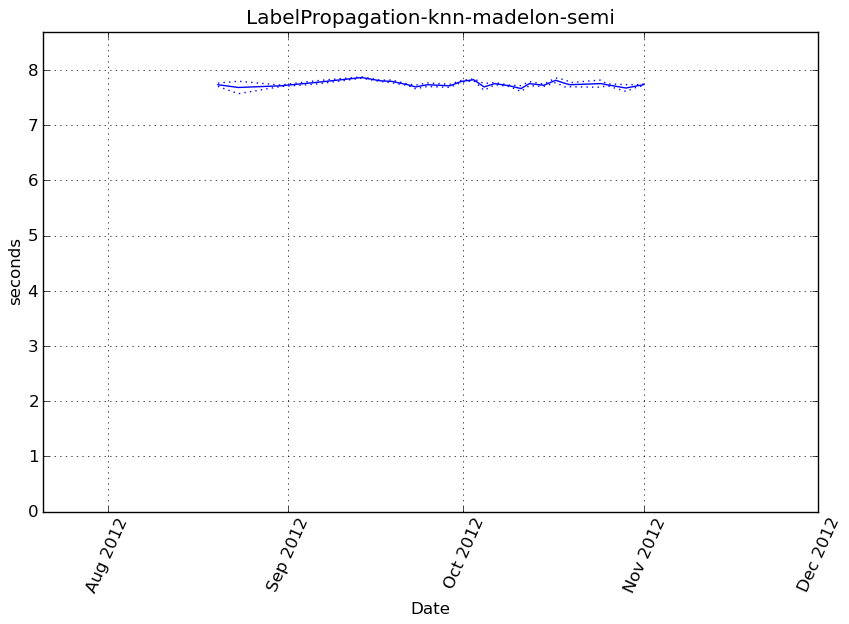 LabelPropagation-knn-madelon-semi
8
7
6
5
4
3
2
1
0
seconds
Aug 2012
Sep 2012
Oct 2012
Nov 2012
Dec 2012
Date